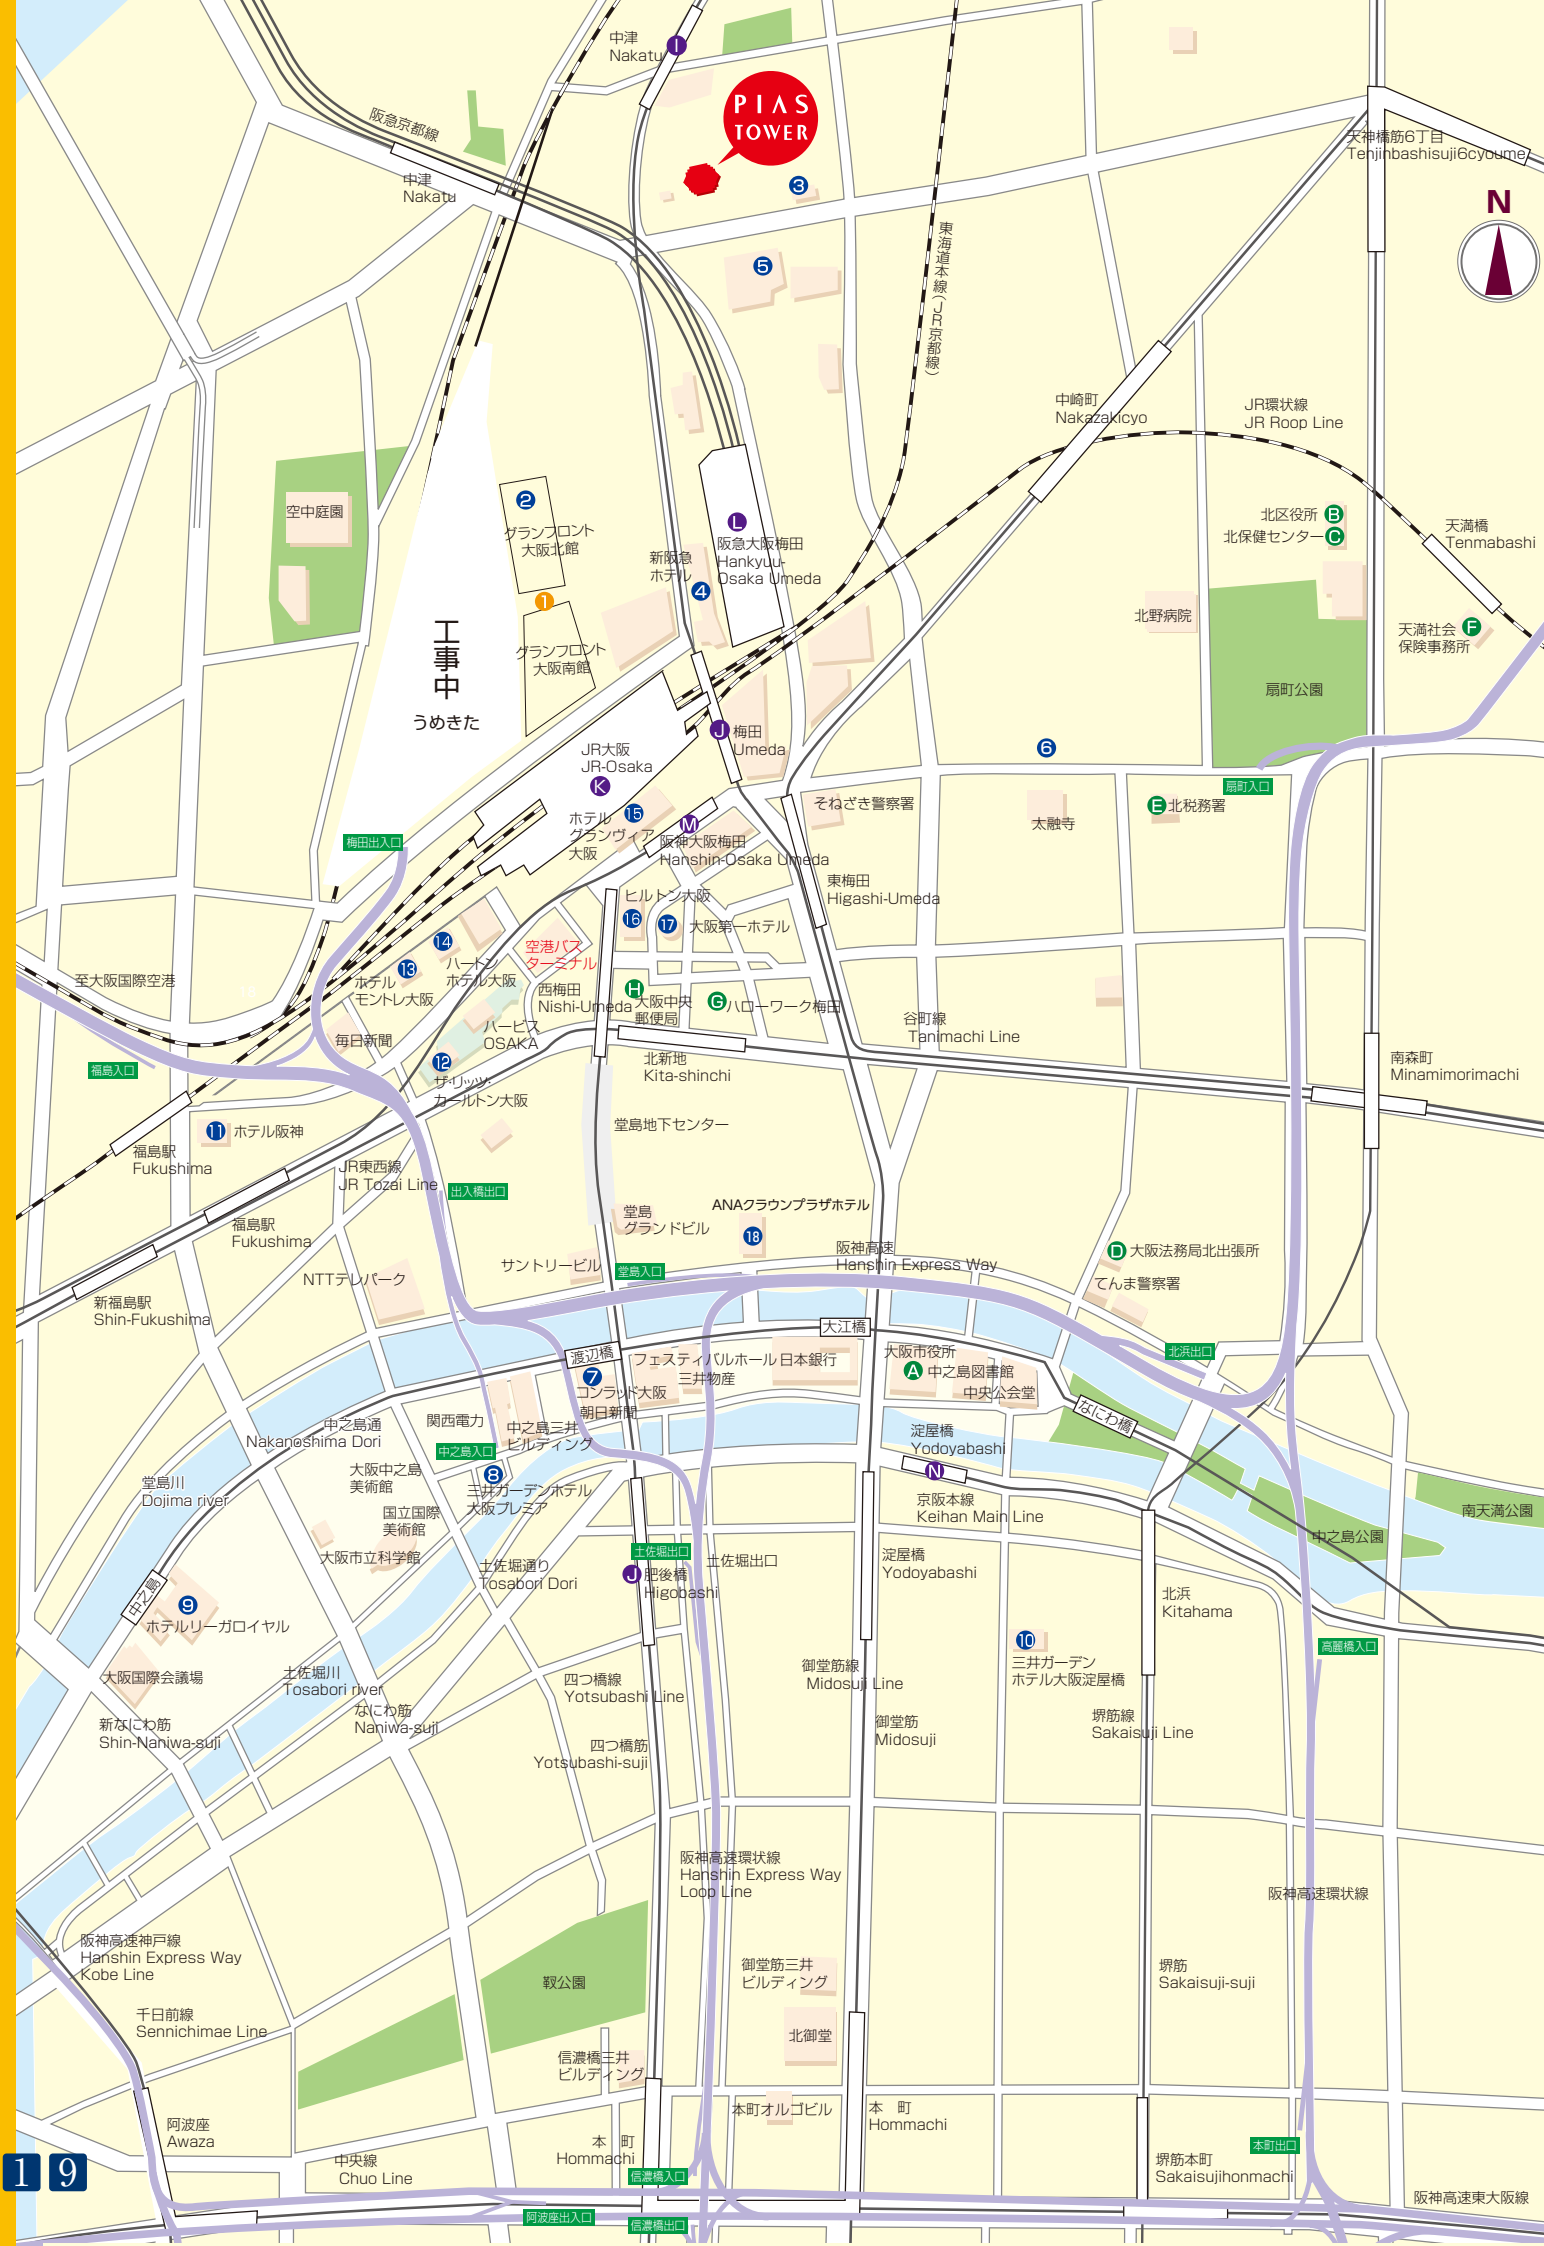 中津
Nakatu
I
PIAS
TOWER
阪急京都線
中津
Nakatu
3
天神橋筋6丁目
Tenjinbashisuji6cyoume
N
東海道本線(JR京都線)
5
中崎町
Nakazakicyo
JR環状線
JR Roop Line
空中庭園
2
グランフロント
大阪北館
1
グランフロント
大阪南館
新阪急
ホテル
4
L
阪急大阪梅田
Hankyuu-
Osaka Umeda
北区役所 B
北保健センター C
天満橋
Tenmabashi
北野病院
天満社会
保険事務所
F
扇町公園
工事中
うめきた
J
梅田
Umeda
JR大阪
JR-Osaka
K
6
扇町入口
ホテル
グランヴィア
大阪
15
M
阪神大阪梅田
Hanshin-Osaka Umeda
そねざき警察署
太融寺
E 北税務署
梅田出入口
東梅田
Higashi-Umeda
ヒルトン大阪
16
17
大阪第一ホテル
14
13
ハートン
ホテル大阪
空港バス
ターミナル
ホテル
モントレ大阪
至大阪国際空港
西梅田
Nishi-Umeda
H
大阪中央
郵便局
G ハローワーク梅田
ハービス
OSAKA
毎日新聞
谷町線
Tanimachi Line
福島入口
12
ザ・リッツ・
カールトン大阪
北新地
Kita-shinchi
南森町
Minamimorimachi
堂島地下センター
11 ホテル阪神
福島駅
Fukushima
JR東西線
JR Tozai Line
出入橋出口
福島駅
Fukushima
ANAクラウンプラザホテル
18
堂島
グランドビル
阪神高速
Hanshin Express Way
D 大阪法務局北出張所
てんま警察署
サントリービル
堂島入口
NTTテレパーク
新福島駅
Shin-Fukushima
大江橋
渡辺橋
フェスティバルホール
三井物産
日本銀行
大阪市役所
A 中之島図書館
中央公会堂
北浜出口
7
コンラッド大阪
朝日新聞
なにわ橋
関西電力
中之島三井
ビルディング
中之島通
Nakanoshima Dori
中之島入口
淀屋橋
Yodoyabashi
N
8
三井ガーデンホテル
大阪プレミア
大阪中之島
美術館
堂島川
Dojima river
国立国際
美術館
京阪本線
Keihan Main Line
南天満公園
中之島公園
大阪市立科学館
土佐堀通り
Tosabori Dori
土佐堀出口
土佐堀出口
J
肥後橋
Higobashi
淀屋橋
Yodoyabashi
北浜
Kitahama
中之島
9
ホテルリーガロイヤル
10
三井ガーデン
ホテル大阪淀屋橋
高麗橋入口
大阪国際会議場
土佐堀川
Tosabori river
四つ橋線
Yotsubashi Line
御堂筋線
Midosuji Line
なにわ筋
Naniwa-suji
新なにわ筋
Shin-Naniwa-suji
御堂筋
Midosuji
堺筋線
Sakaisuji Line
四つ橋筋
Yotsubashi-suji
阪神高速環状線
Hanshin Express Way
Loop Line
阪神高速環状線
阪神高速神戸線
Hanshin Express Way
Kobe Line
靱公園
御堂筋三井
ビルディング
堺筋
Sakaisuji-suji
千日前線
Sennichimae Line
北御堂
信濃橋三井
ビルディング
本町オルゴビル
本 町
Hommachi
阿波座
Awaza
本 町
Hommachi
本町出口
中央線
Chuo Line
信濃橋入口
堺筋本町
Sakaisujihonmachi
19
阪神高速東大阪線
阿波座出入口
信濃橋出口